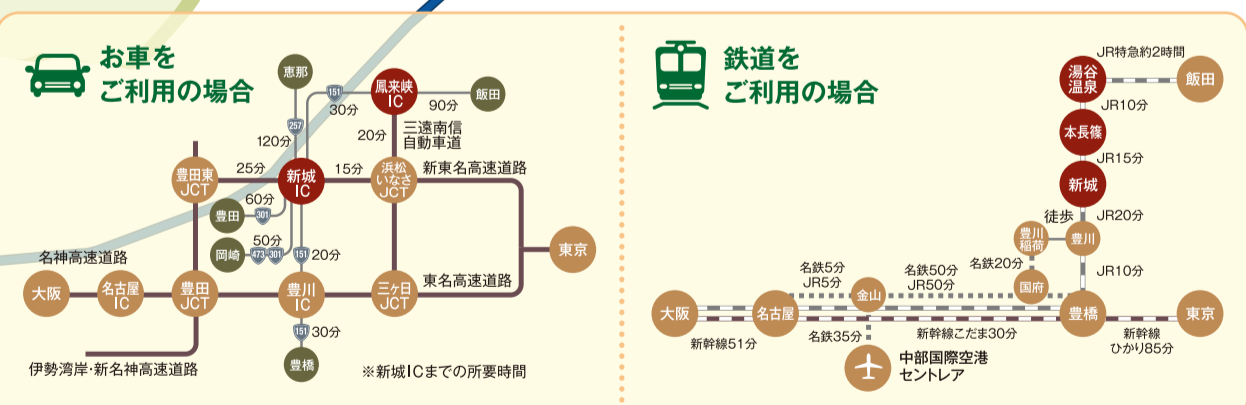 お車を
ご利用の場合
恵那
151
30分
鳳来峡
IC
90分
飯田
257
120分
20分
三遠南信
自動車道
豊田東
JCT
25分
新城
IC
15分
浜松
いなさ
JCT
新東名高速道路
豊田
60分
301
岡崎
50分
473
301
151
20分
東京
名神高速道路
東名高速道路
大阪
名古屋
IC
豊田
JCT
豊川
IC
三ヶ日
JCT
151
30分
豊橋
伊勢湾岸・新名神高速道路
※新城ICまでの所要時間
鉄道を
ご利用の場合
JR特急約2時間
湯谷
温泉
飯田
JR10分
本長篠
JR15分
新城
徒歩
JR20分
豊川
稲荷
豊川
名鉄20分
JR10分
国府
名鉄5分
JR5分
金山
名鉄50分
JR50分
大阪
名古屋
豊橋
東京
新幹線51分
名鉄35分
新幹線こだま30分
新幹線
ひかり85分
中部国際空港
セントレア